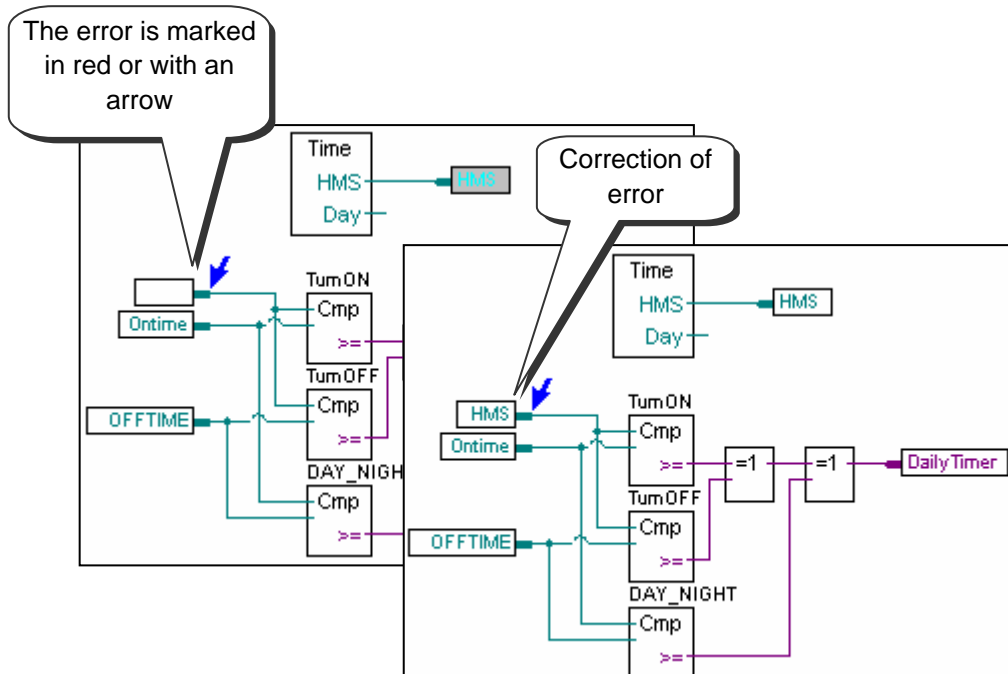 The error is marked
in red or with an
arrow
Time
HMS
HMS
Day
Ontime
TurnON
Cmp
>=
TurnOFF
Cmp
>=
OFFTIME
DAY_NIGH
Cmp
>=
Correction of
error
Time
HMS
HMS
Day
HMS
Ontime
TurnON
Cmp
>=
=1
=1
DailyTimer
TurnOFF
Cmp
>=
OFFTIME
DAY_NIGHT
Cmp
>=